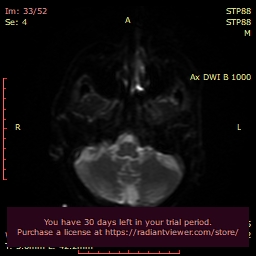 Im: 33/52
Se: 4
STP88
STP88
M
A
Ax DWI B 1000
R
L
You have 30 days left in your trial period.
Purchase a license at https://radiantviewer.com/store/